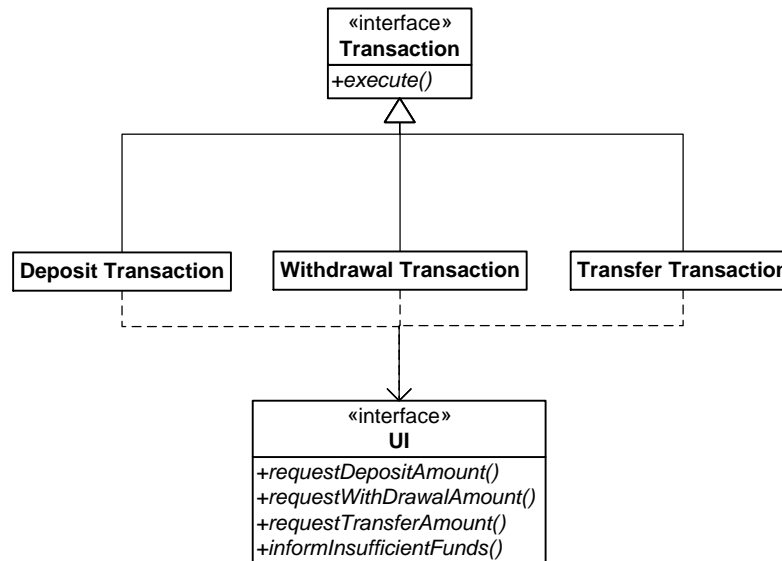 «interface»
Transaction
+execute()
Deposit Transaction
Withdrawal Transaction
Transfer Transaction
«interface»
UI
+requestDepositAmount()
+requestWithDrawalAmount()
+requestTransferAmount()
+informInsufficientFunds()